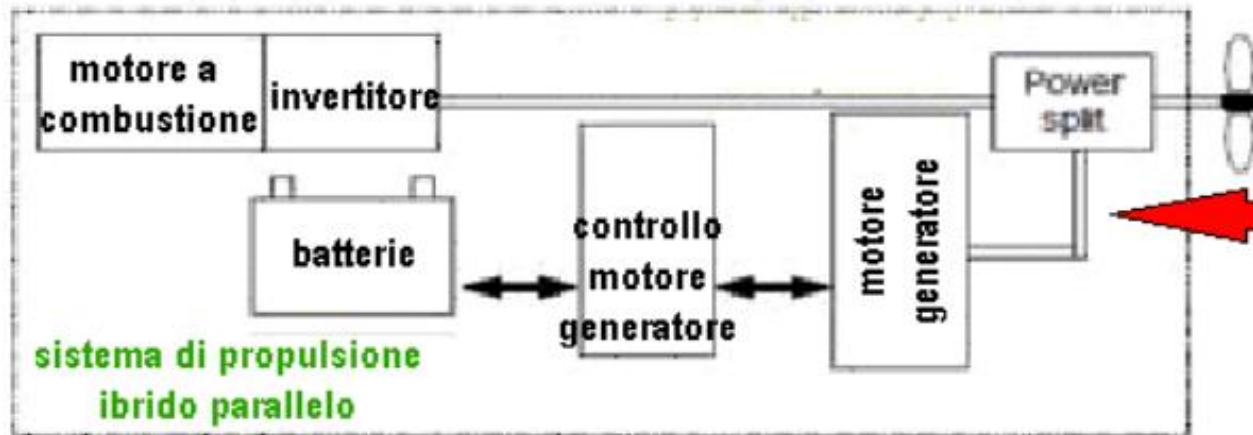 motore a
combustione
invertitore
Power
split
batterie
controllo
motore
generatore
motore
generatore
sistema di propulsione
ibrido parallelo